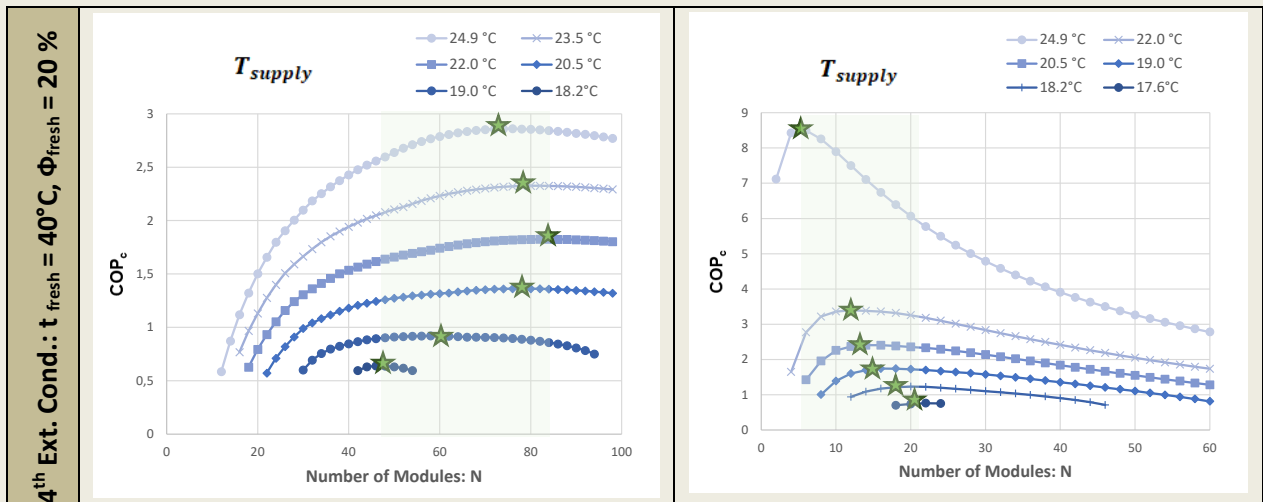 4th Ext. Cond.: t fresh = 40°C, Φfresh = 20 %
24.9 °C
23.5 °C
22.0 °C
20.5 °C
19.0 °C
18.2°C
Tsupply
3
2,5
2
1,5
1
0,5
0
COPc
0
20
40
60
80
100
Number of Modules: N
24.9 °C
22.0 °C
20.5 °C
19.0 °C
18.2°C
17.6°C
Tsupply
9
8
7
6
5
4
3
2
1
0
COPc
0
10
20
30
40
50
60
Number of Modules: N